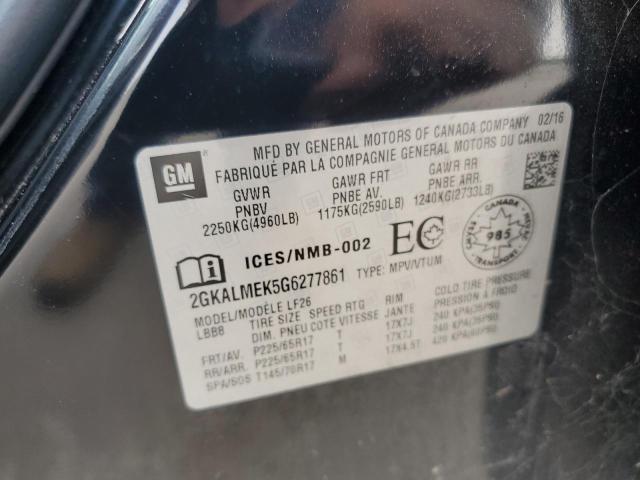 GM
MFD BY GENERAL MOTORS OF CANADA COMPANY 02/16
FABRIQUÉ PAR LA COMPAGNIE GENERAL MOTORS DU CANADA
GVWR GAWR FRT GAWR RR
PNBV PNBE AV. PNBE ARR.
2250KG(4960LB) 1175KG(2590LB) 1240KG(2733LB)
ICES/NMB-002 EC
CANADA 985 TRANSPORT
2GKALMEK5G6277861 TYPE: MPV/VTUM
MODEL/MODÈLE LF26
LBB8 TIRE SIZE SPEED RTG RIM COLD TIRE PRESSURE
DIM. PNEU COTE VITESSE JANTE PRESSION À FROID
FRT/AV. P225/65R17 T 17X7J 240 KPA(35PSI)
RR/ARR. P225/65R17 T 17X7J 240 KPA(35PSI)
SPA/SOS T145/70R17 M 17X4.5T 420 KPA(60PSI)